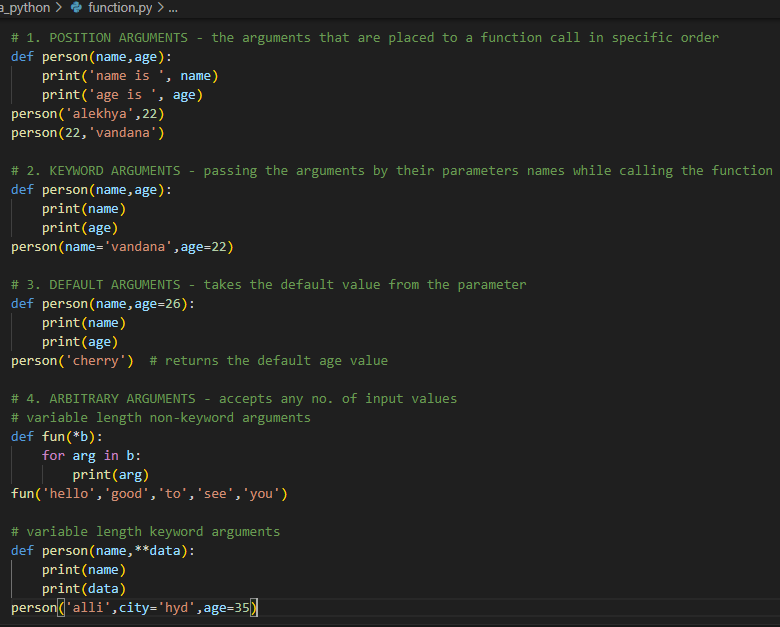 a_python > function.py > ...
# 1. POSITION ARGUMENTS - the arguments that are placed to a function call in specific order
def person(name,age):
    print('name is ', name)
    print('age is ', age)
person('alekhya',22)
person(22,'vandana')

# 2. KEYWORD ARGUMENTS - passing the arguments by their parameters names while calling the function
def person(name,age):
    print(name)
    print(age)
person(name='vandana',age=22)

# 3. DEFAULT ARGUMENTS - takes the default value from the parameter
def person(name,age=26):
    print(name)
    print(age)
person('cherry')  # returns the default age value

# 4. ARBITRARY ARGUMENTS - accepts any no. of input values
# variable length non-keyword arguments
def fun(*b):
    for arg in b:
        print(arg)
fun('hello','good','to','see','you')

# variable length keyword arguments
def person(name,**data):
    print(name)
    print(data)
person('alli',city='hyd',age=35)